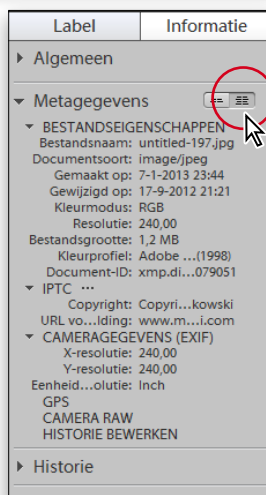 Label Informatie
Algemeen
Metagegevens
BESTANDSEIGENSCHAPPEN
Bestandsnaam: untitled-197.jpg
Documentsoort: image/jpeg
Gemaakt op: 7-1-2013 23:44
Gewijzigd op: 17-9-2012 21:21
Kleurmodus: RGB
Resolutie: 240,00
Bestandsgrootte: 1,2 MB
Kleurprofiel: Adobe ...(1998)
Document-ID: xmp.di...079051
IPTC ...
Copyright: Copyri...kowski
URL vo...lding: www.m...i.com
CAMERAGEGEVENS (EXIF)
X-resolutie: 240,00
Y-resolutie: 240,00
Eenheid...olutie: Inch
GPS
CAMERA RAW
HISTORIE BEWERKEN
Historie